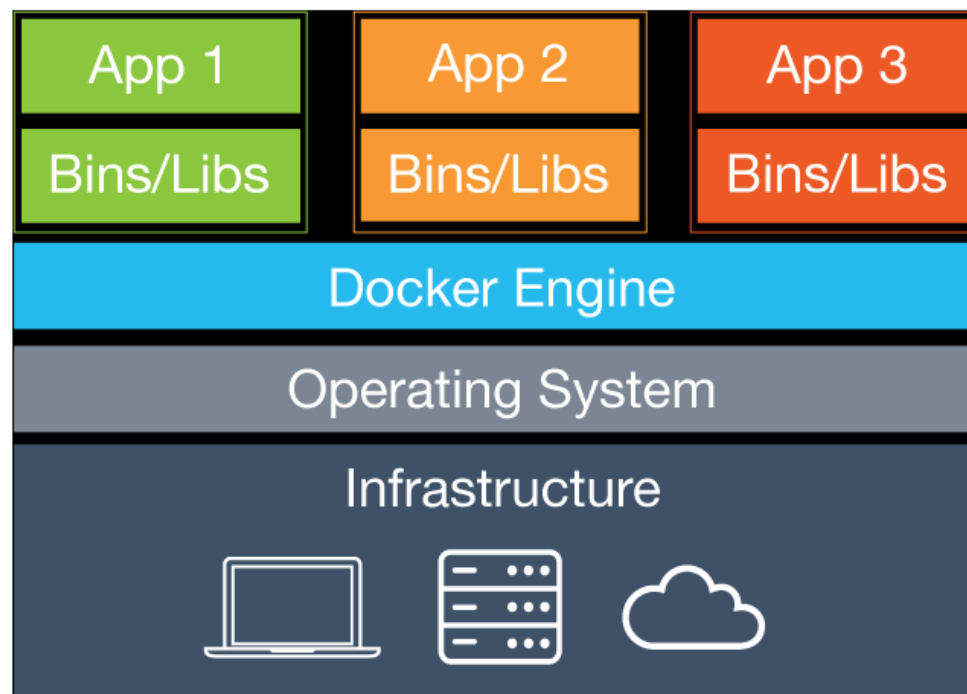 App 1
App 2
App 3
Bins/Libs
Bins/Libs
Bins/Libs
Docker Engine
Operating System
Infrastructure